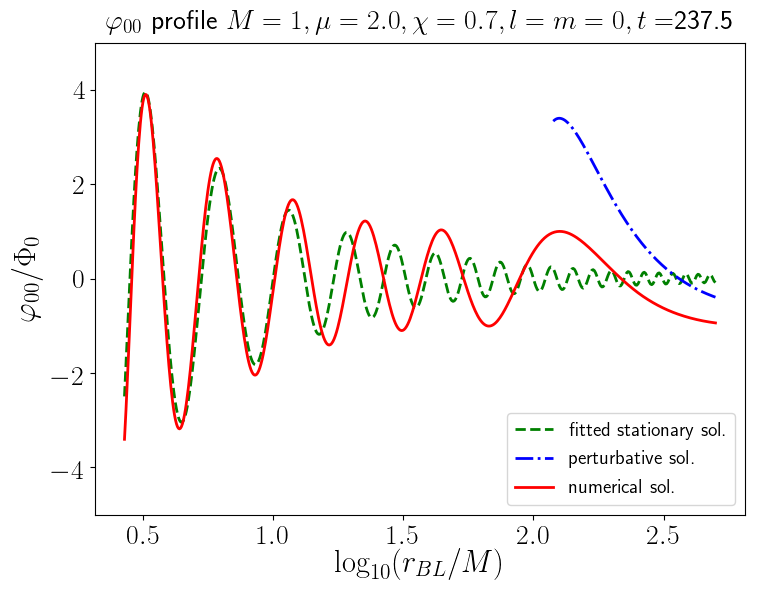 φ₀₀ profile M = 1, μ = 2.0, χ = 0.7, l = m = 0, t =237.5
φ₀₀/Φ₀
4
2
0
−2
−4
fitted stationary sol.
perturbative sol.
numerical sol.
0.5 1.0 1.5 2.0 2.5
log₁₀(r_BL/M)